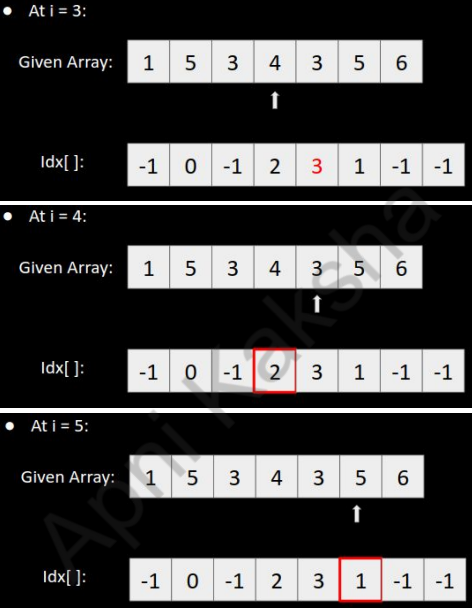 • At i = 3:
Given Array: 1 5 3 4 3 5 6
Idx[ ]: -1 0 -1 2 3 1 -1 -1
• At i = 4:
Given Array: 1 5 3 4 3 5 6
Idx[ ]: -1 0 -1 2 3 1 -1 -1
• At i = 5:
Given Array: 1 5 3 4 3 5 6
Idx[ ]: -1 0 -1 2 3 1 -1 -1
Apni Kaksha